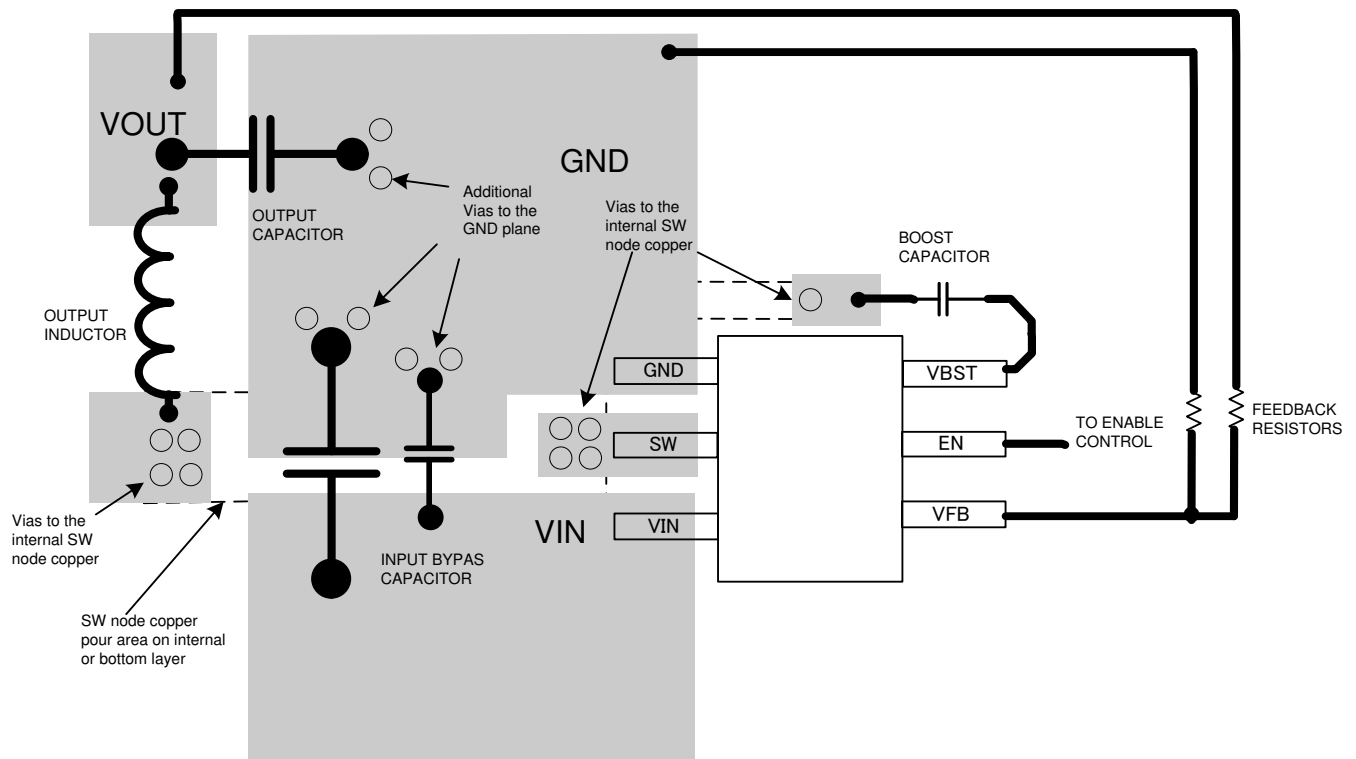 VOUT
GND
OUTPUT
CAPACITOR
Additional
Vias to the
GND plane
Vias to the
internal SW
node copper
BOOST
CAPACITOR
OUTPUT
INDUCTOR
GND
VBST
SW
EN
TO ENABLE
CONTROL
FEEDBACK
RESISTORS
VIN
VIN
VFB
Vias to the
internal SW
node copper
INPUT BYPAS
CAPACITOR
SW node copper
pour area on internal
or bottom layer